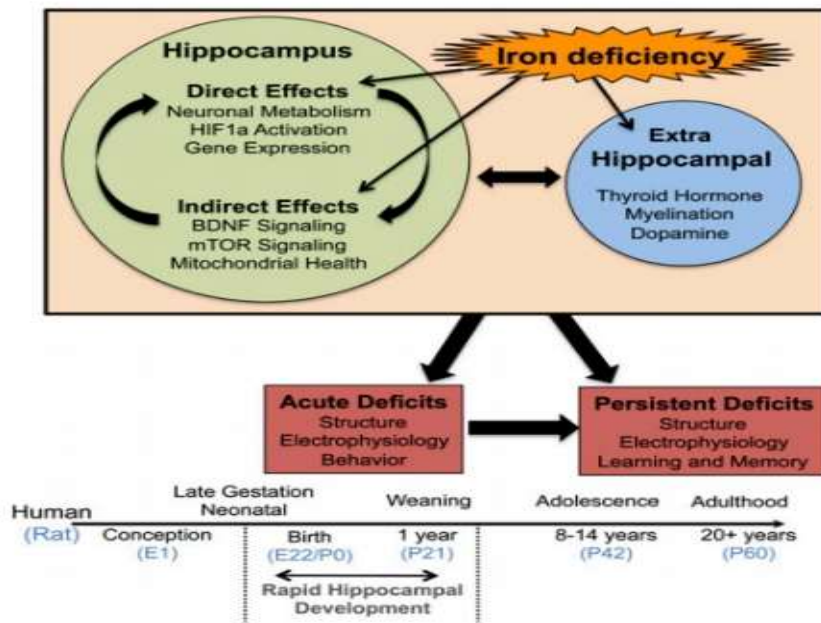 Hippocampus
Iron deficiency
Direct Effects
Neuronal Metabolism
HIF1a Activation
Gene Expression
Indirect Effects
BDNF Signaling
mTOR Signaling
Mitochondrial Health
Extra
Hippocampal
Thyroid Hormone
Myelination
Dopamine
Acute Deficits
Structure
Electrophysiology
Behavior
Persistent Deficits
Structure
Electrophysiology
Learning and Memory
Human
(Rat)
Late Gestation
Neonatal
Weaning
Adolescence
Adulthood
Conception
(E1)
Birth
(E22/P0)
1 year
(P21)
8-14 years
(P42)
20+ years
(P60)
Rapid Hippocampal
Development